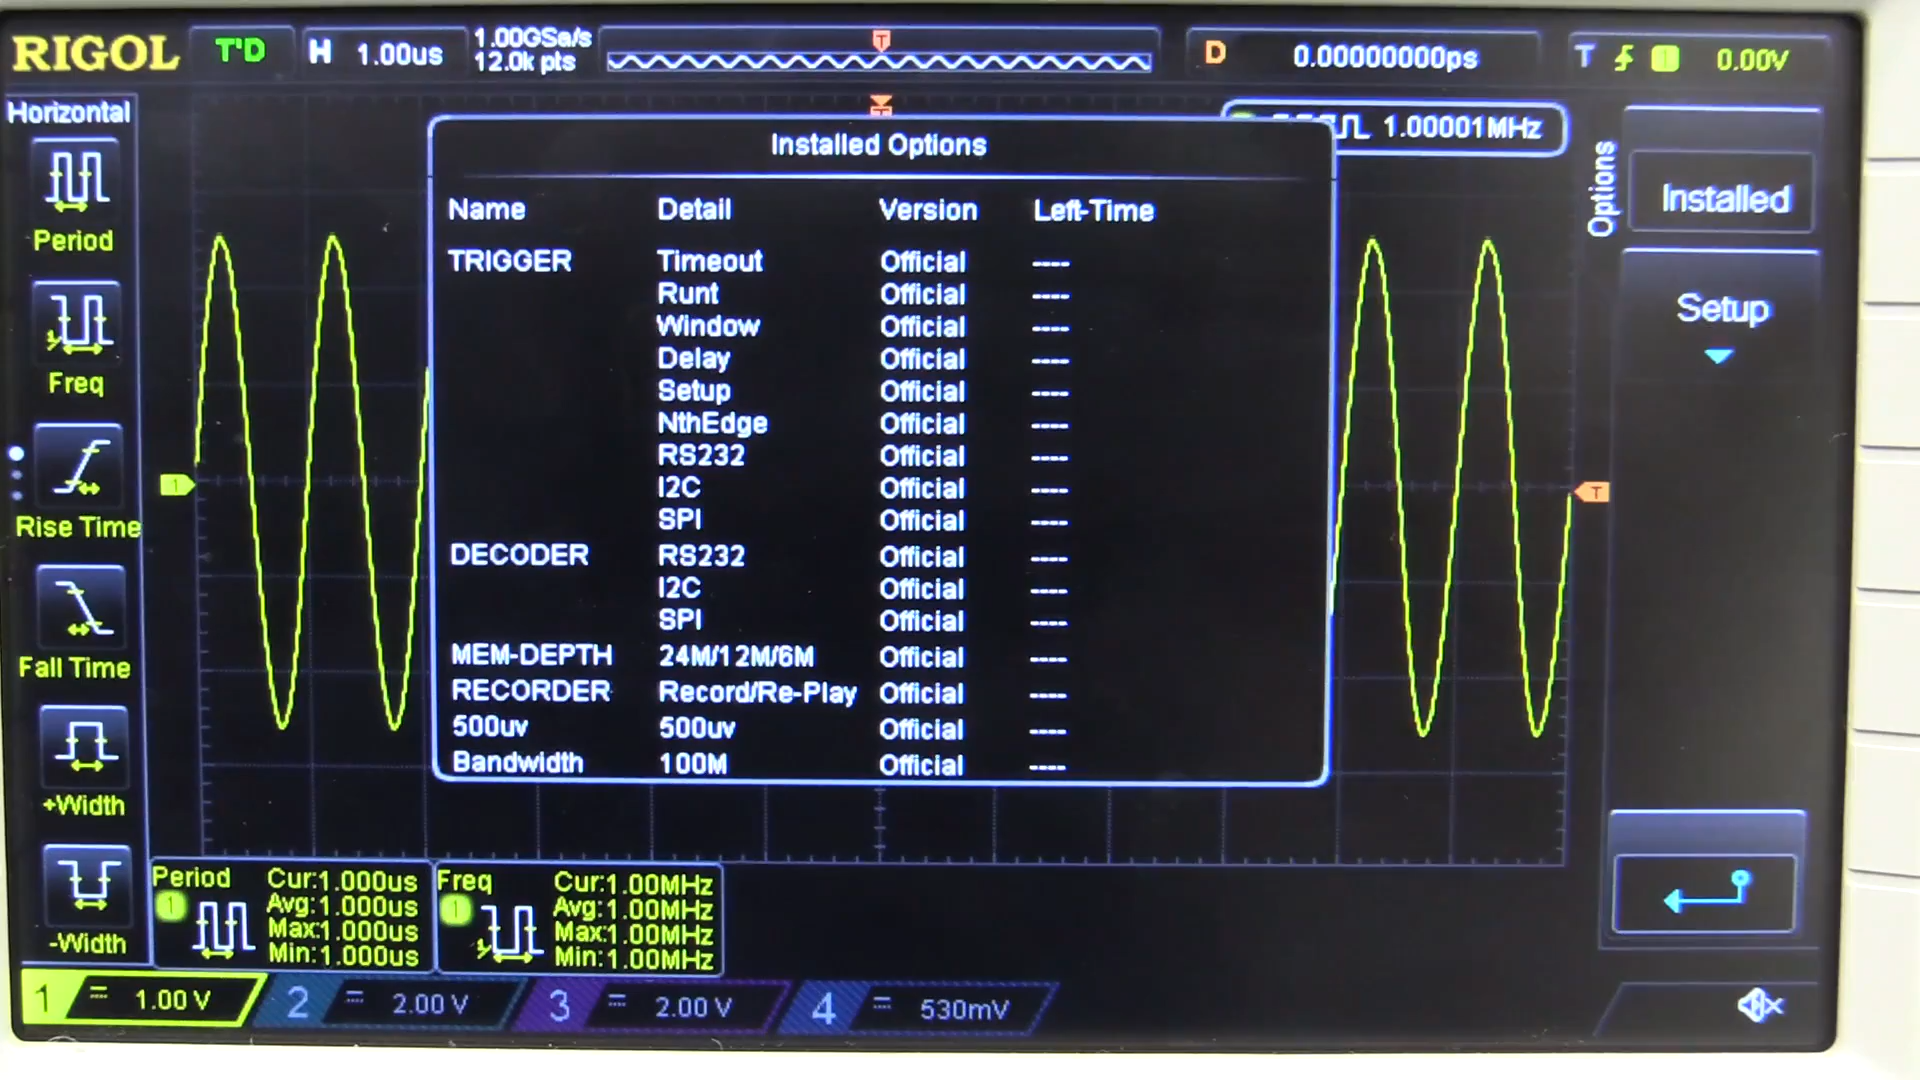 RIGOL T'D H 1.00us 1.00GSa/s 12.0k pts D 0.00000000ps T 1 0.00V
Horizontal
Period
Freq
Rise Time
Fall Time
+Width
-Width
1.00001MHz
Installed Options
Name Detail Version Left-Time
TRIGGER Timeout Official ----
Runt Official ----
Window Official ----
Delay Official ----
Setup Official ----
NthEdge Official ----
RS232 Official ----
I2C Official ----
SPI Official ----
DECODER RS232 Official ----
I2C Official ----
SPI Official ----
MEM-DEPTH 24M/12M/6M Official ----
RECORDER Record/Re-Play Official ----
500uv 500uv Official ----
Bandwidth 100M Official ----
Options
Installed
Setup
T
T
1
T
Period
1
Cur:1.000us
Avg:1.000us
Max:1.000us
Min:1.000us
Freq
1
Cur:1.00MHz
Avg:1.00MHz
Max:1.00MHz
Min:1.00MHz
1 1.00 V 2 2.00 V 3 2.00 V 4 530mV